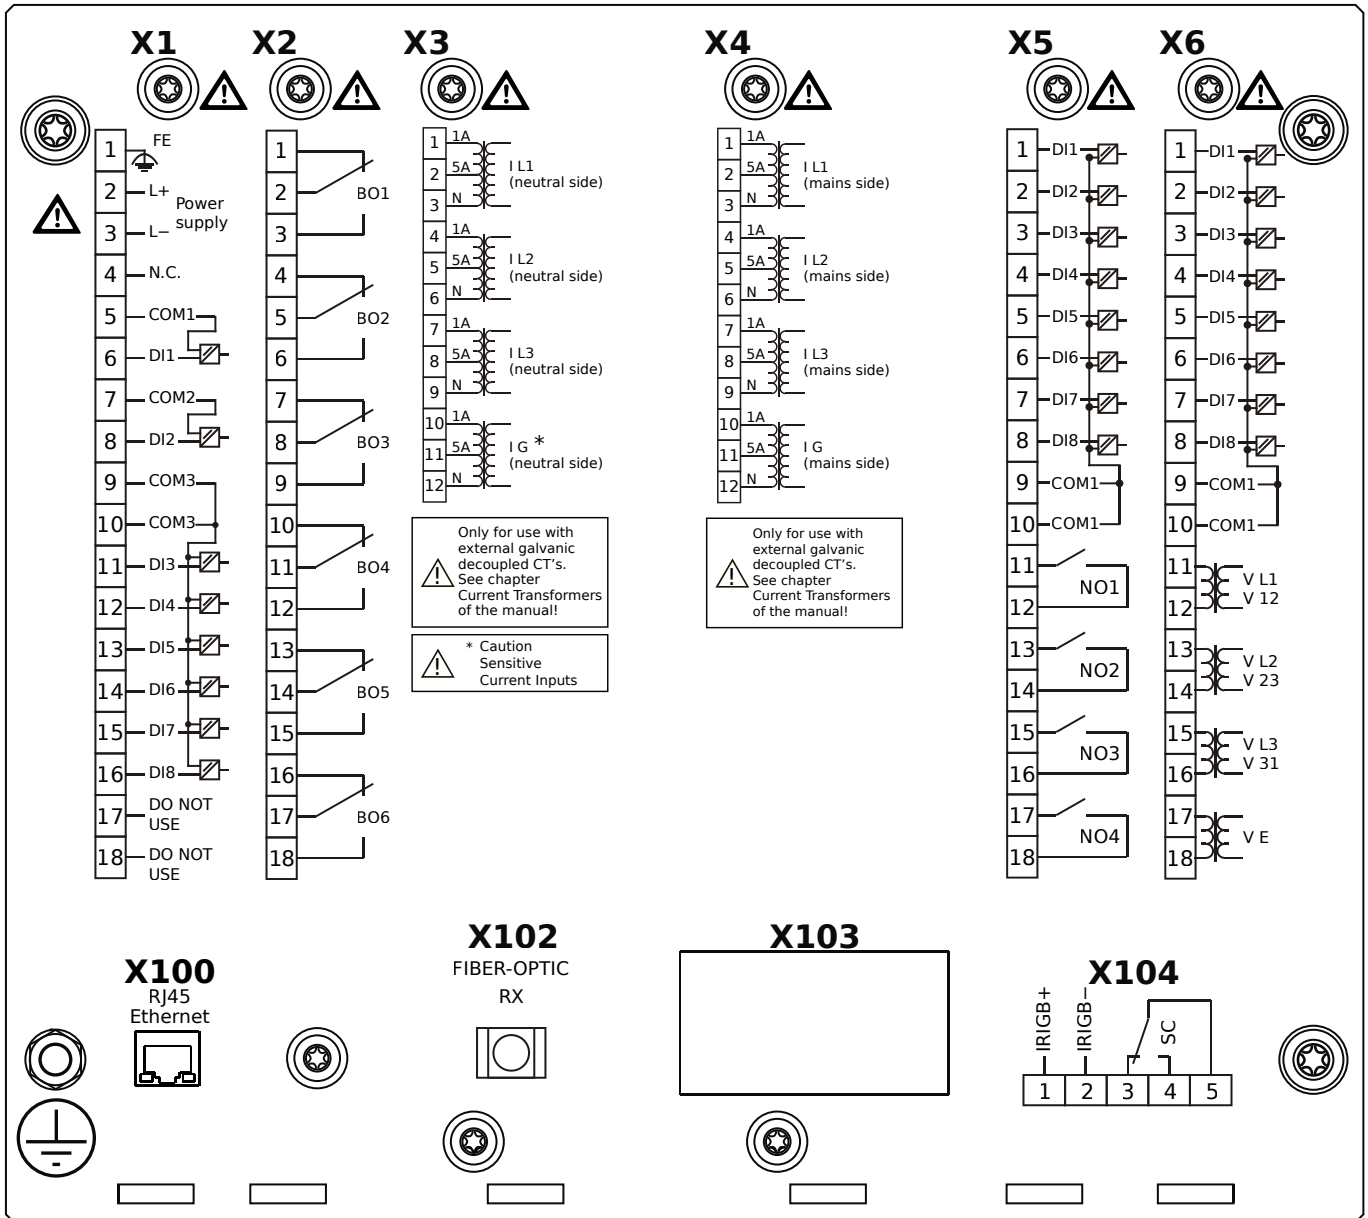 X1 X2 X3 X4 X5 X6
1 FE
2 L+
Power
supply
3 L−
4 N.C.
5 COM1
6 DI1
7 COM2
8 DI2
9 COM3
10 COM3
11 DI3
12 DI4
13 DI5
14 DI6
15 DI7
16 DI8
17 DO NOT
USE
18 DO NOT
USE
1
2 BO1
3
4
5 BO2
6
7
8 BO3
9
10
11 BO4
12
13
14 BO5
15
16
17 BO6
18
1 1A
2 5A I L1
(neutral side)
3 N
4 1A
5 5A I L2
(neutral side)
6 N
7 1A
8 5A I L3
(neutral side)
9 N
10 1A
11 5A I G *
(neutral side)
12 N
Only for use with
external galvanic
decoupled CT's.
See chapter
Current Transformers
of the manual!
* Caution
Sensitive
Current Inputs
1 1A
2 5A I L1
(mains side)
3 N
4 1A
5 5A I L2
(mains side)
6 N
7 1A
8 5A I L3
(mains side)
9 N
10 1A
11 5A I G
(mains side)
12 N
Only for use with
external galvanic
decoupled CT's.
See chapter
Current Transformers
of the manual!
1 DI1
2 DI2
3 DI3
4 DI4
5 DI5
6 DI6
7 DI7
8 DI8
9 COM1
10 COM1
11
NO1
12
13
NO2
14
15
NO3
16
17
NO4
18
1 DI1
2 DI2
3 DI3
4 DI4
5 DI5
6 DI6
7 DI7
8 DI8
9 COM1
10 COM1
11 V L1
12 V 12
13 V L2
14 V 23
15 V L3
16 V 31
17
V E
18
X100
RJ45
Ethernet
X102
FIBER-OPTIC
RX
X103
X104
IRIGB+
IRIGB−
SC
1 2 3 4 5